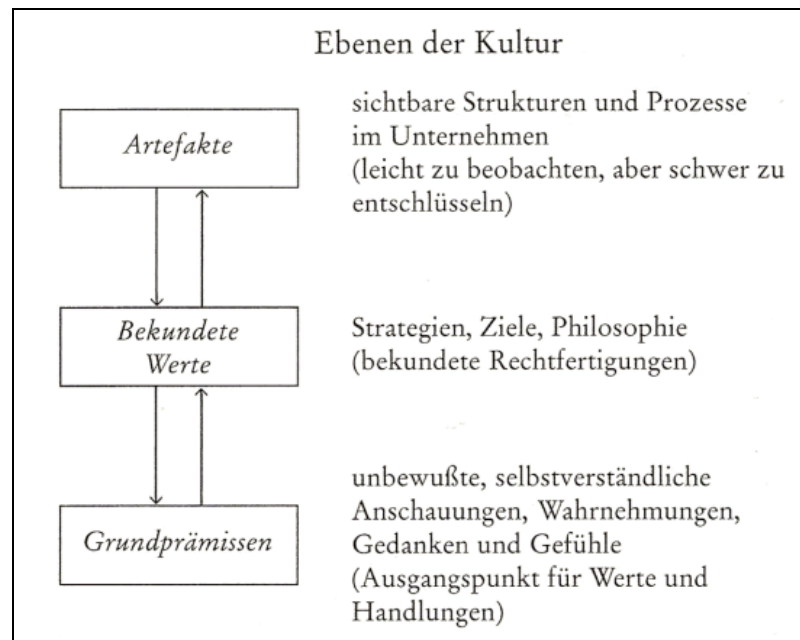 Ebenen der Kultur
Artefakte
sichtbare Strukturen und Prozesse
im Unternehmen
(leicht zu beobachten, aber schwer zu
entschlüsseln)
Bekundete
Werte
Strategien, Ziele, Philosophie
(bekundete Rechtfertigungen)
Grundprämissen
unbewußte, selbstverständliche
Anschauungen, Wahrnehmungen,
Gedanken und Gefühle
(Ausgangspunkt für Werte und
Handlungen)